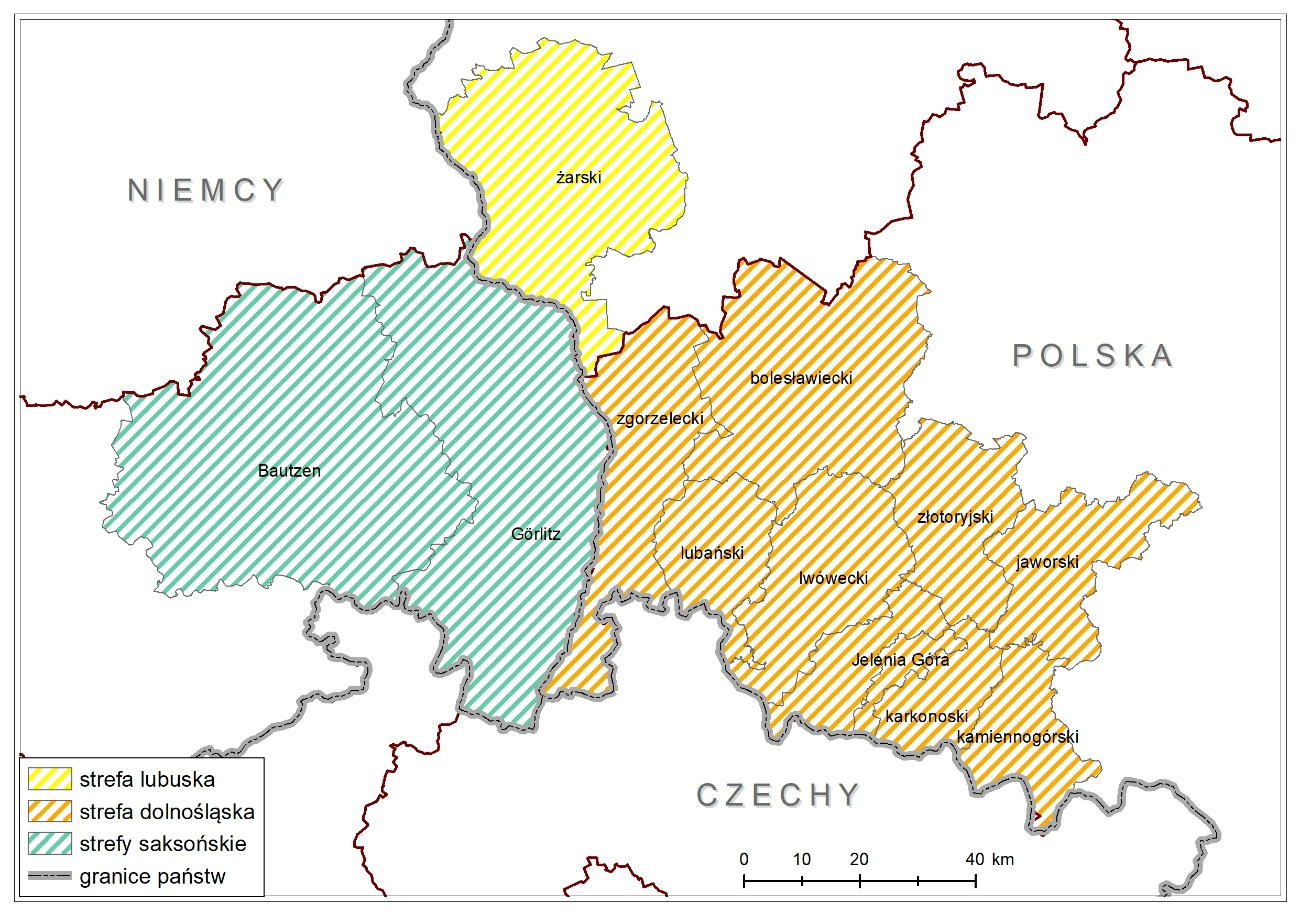 żarski
NIEMCY
POLSKA
bolesławiecki
zgorzelecki
Bautzen
złotoryjski
Görlitz
lubański
jaworski
lwówecki
Jelenia Góra
karkonoski
kamiennogórski
CZECHY
strefa lubuska
strefa dolnośląska
strefy saksońskie
granice państw
0 10 20 40 km